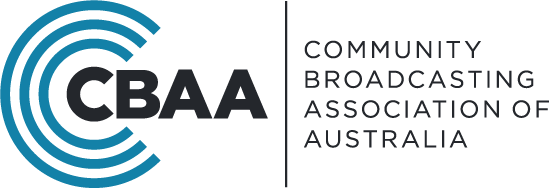 CBAA
COMMUNITY
BROADCASTING
ASSOCIATION OF
AUSTRALIA